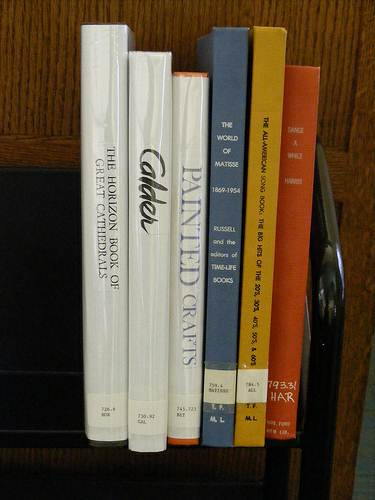 THE HORIZON BOOK OF
GREAT CATHEDRALS
726.6
HOR
Calder
730.92
CAL
PAINTED CRAFTS
745.723
THE
WORLD
OF
MATISSE
1869-1954
RUSSELL
and the
editors of
TIME-LIFE
BOOKS
759.4
MATISSE
T. F.
M. L.
THE ALL-AMERICAN SONG BOOK: THE BIG HITS OF THE 20'S, 30'S, 40'S, 50'S, & 60'S
784.5
ALL
T. F.
M. L.
DANCE
A
WHILE
HARRIS
793.31
HAR